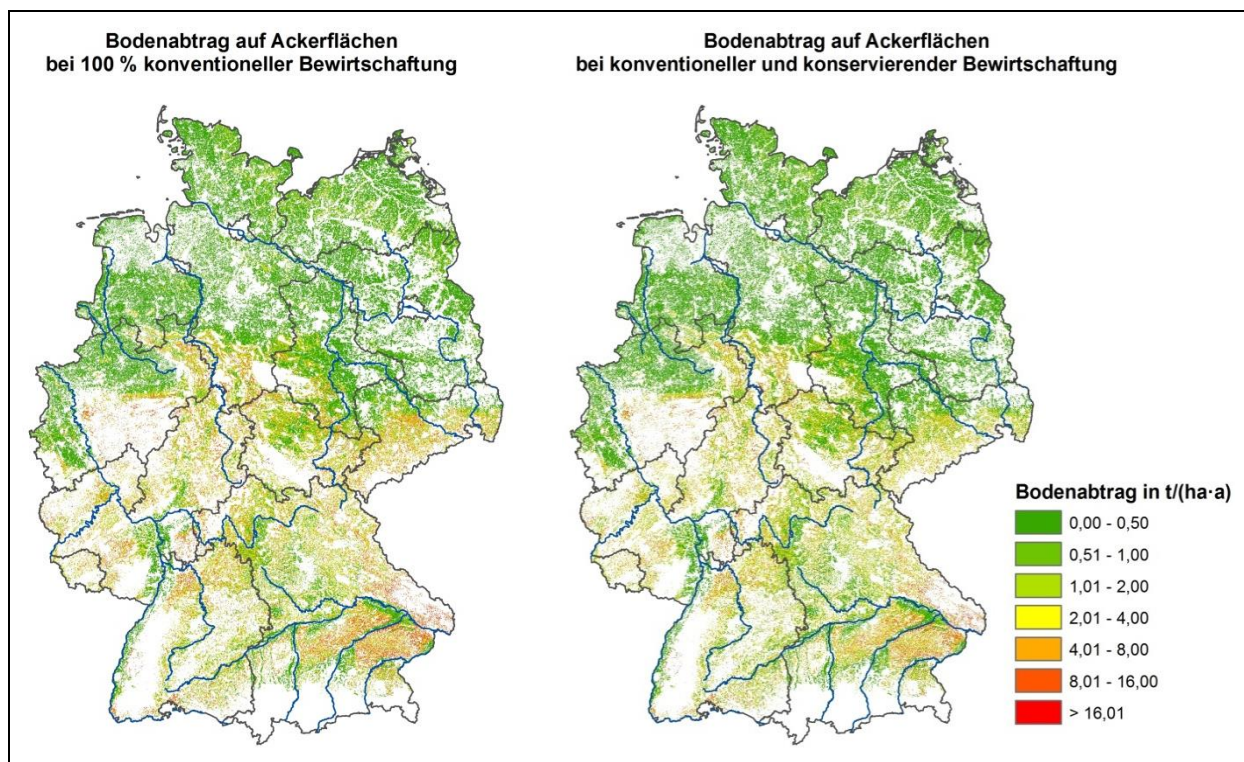 Bodenabtrag auf Ackerflächen
bei 100 % konventioneller Bewirtschaftung
Bodenabtrag auf Ackerflächen
bei konventioneller und konservierender Bewirtschaftung
Bodenabtrag in t/(ha·a)
0,00 - 0,50
0,51 - 1,00
1,01 - 2,00
2,01 - 4,00
4,01 - 8,00
8,01 - 16,00
> 16,01